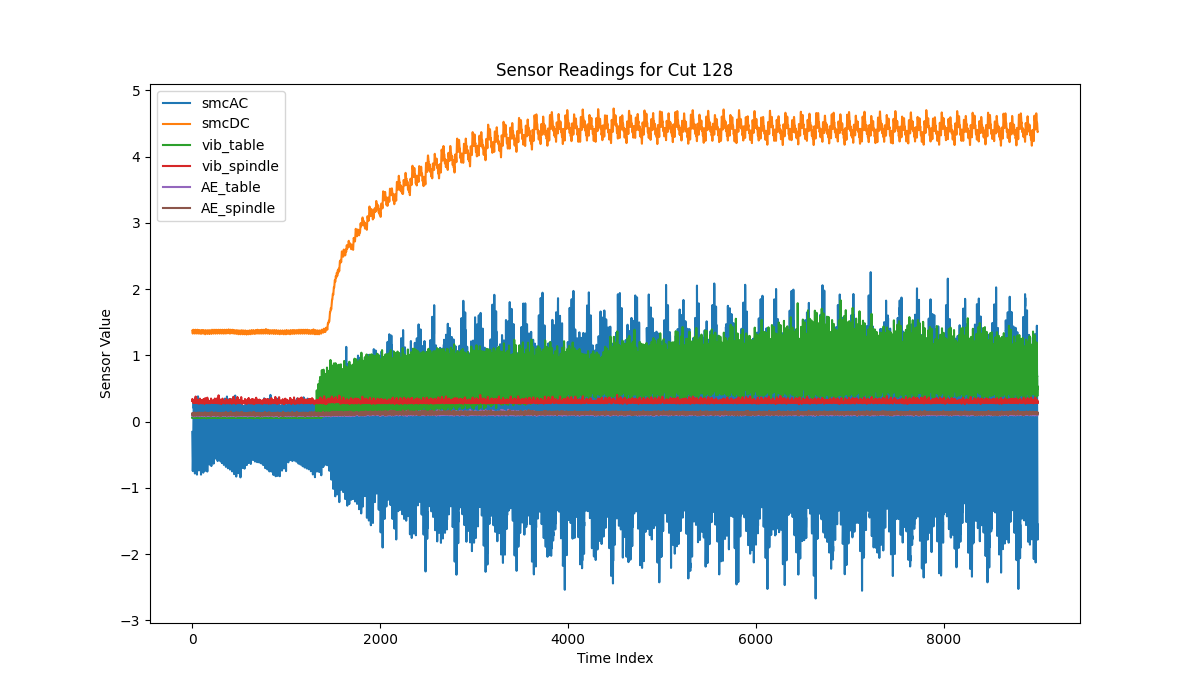 Sensor Readings for Cut 128
smcAC
smcDC
vib_table
vib_spindle
AE_table
AE_spindle
5
4
3
2
1
0
−1
−2
−3
Sensor Value
0 2000 4000 6000 8000
Time Index